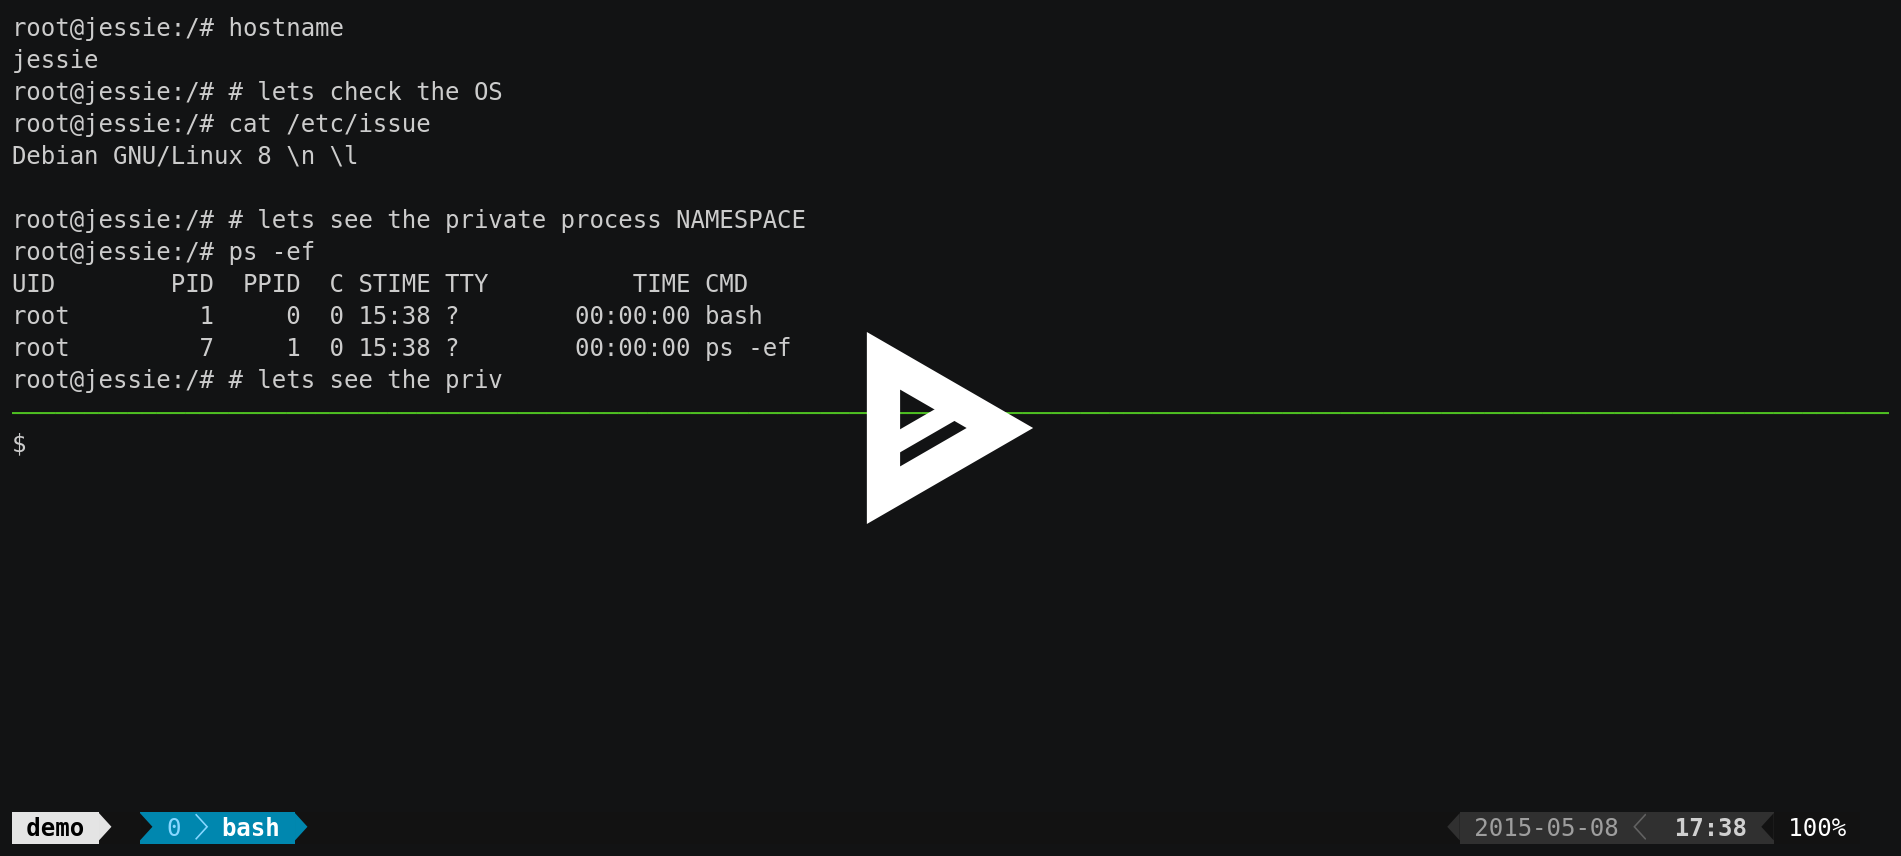 root@jessie:/# hostname
jessie
root@jessie:/# # lets check the OS
root@jessie:/# cat /etc/issue
Debian GNU/Linux 8 \n \l
root@jessie:/# # lets see the private process NAMESPACE
root@jessie:/# ps -ef
UID        PID  PPID  C STIME TTY          TIME CMD
root         1     0  0 15:38 ?        00:00:00 bash
root         7     1  0 15:38 ?        00:00:00 ps -ef
root@jessie:/# # lets see the priv
$
demo 0 bash 2015-05-08 17:38 100%